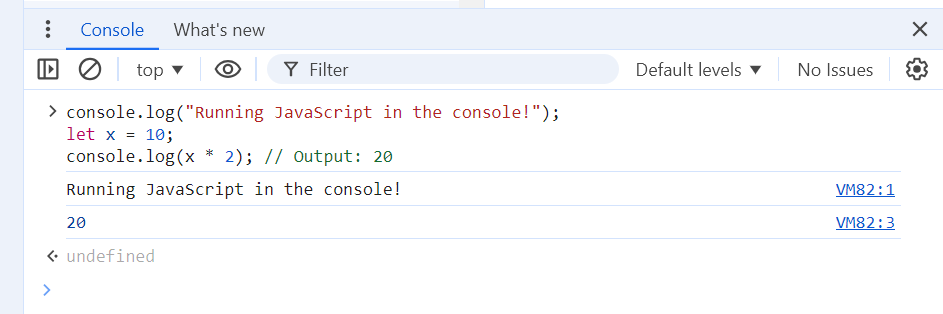 Console What's new
top Filter Default levels No Issues
console.log("Running JavaScript in the console!");
let x = 10;
console.log(x * 2); // Output: 20
Running JavaScript in the console! VM82:1
20 VM82:3
undefined